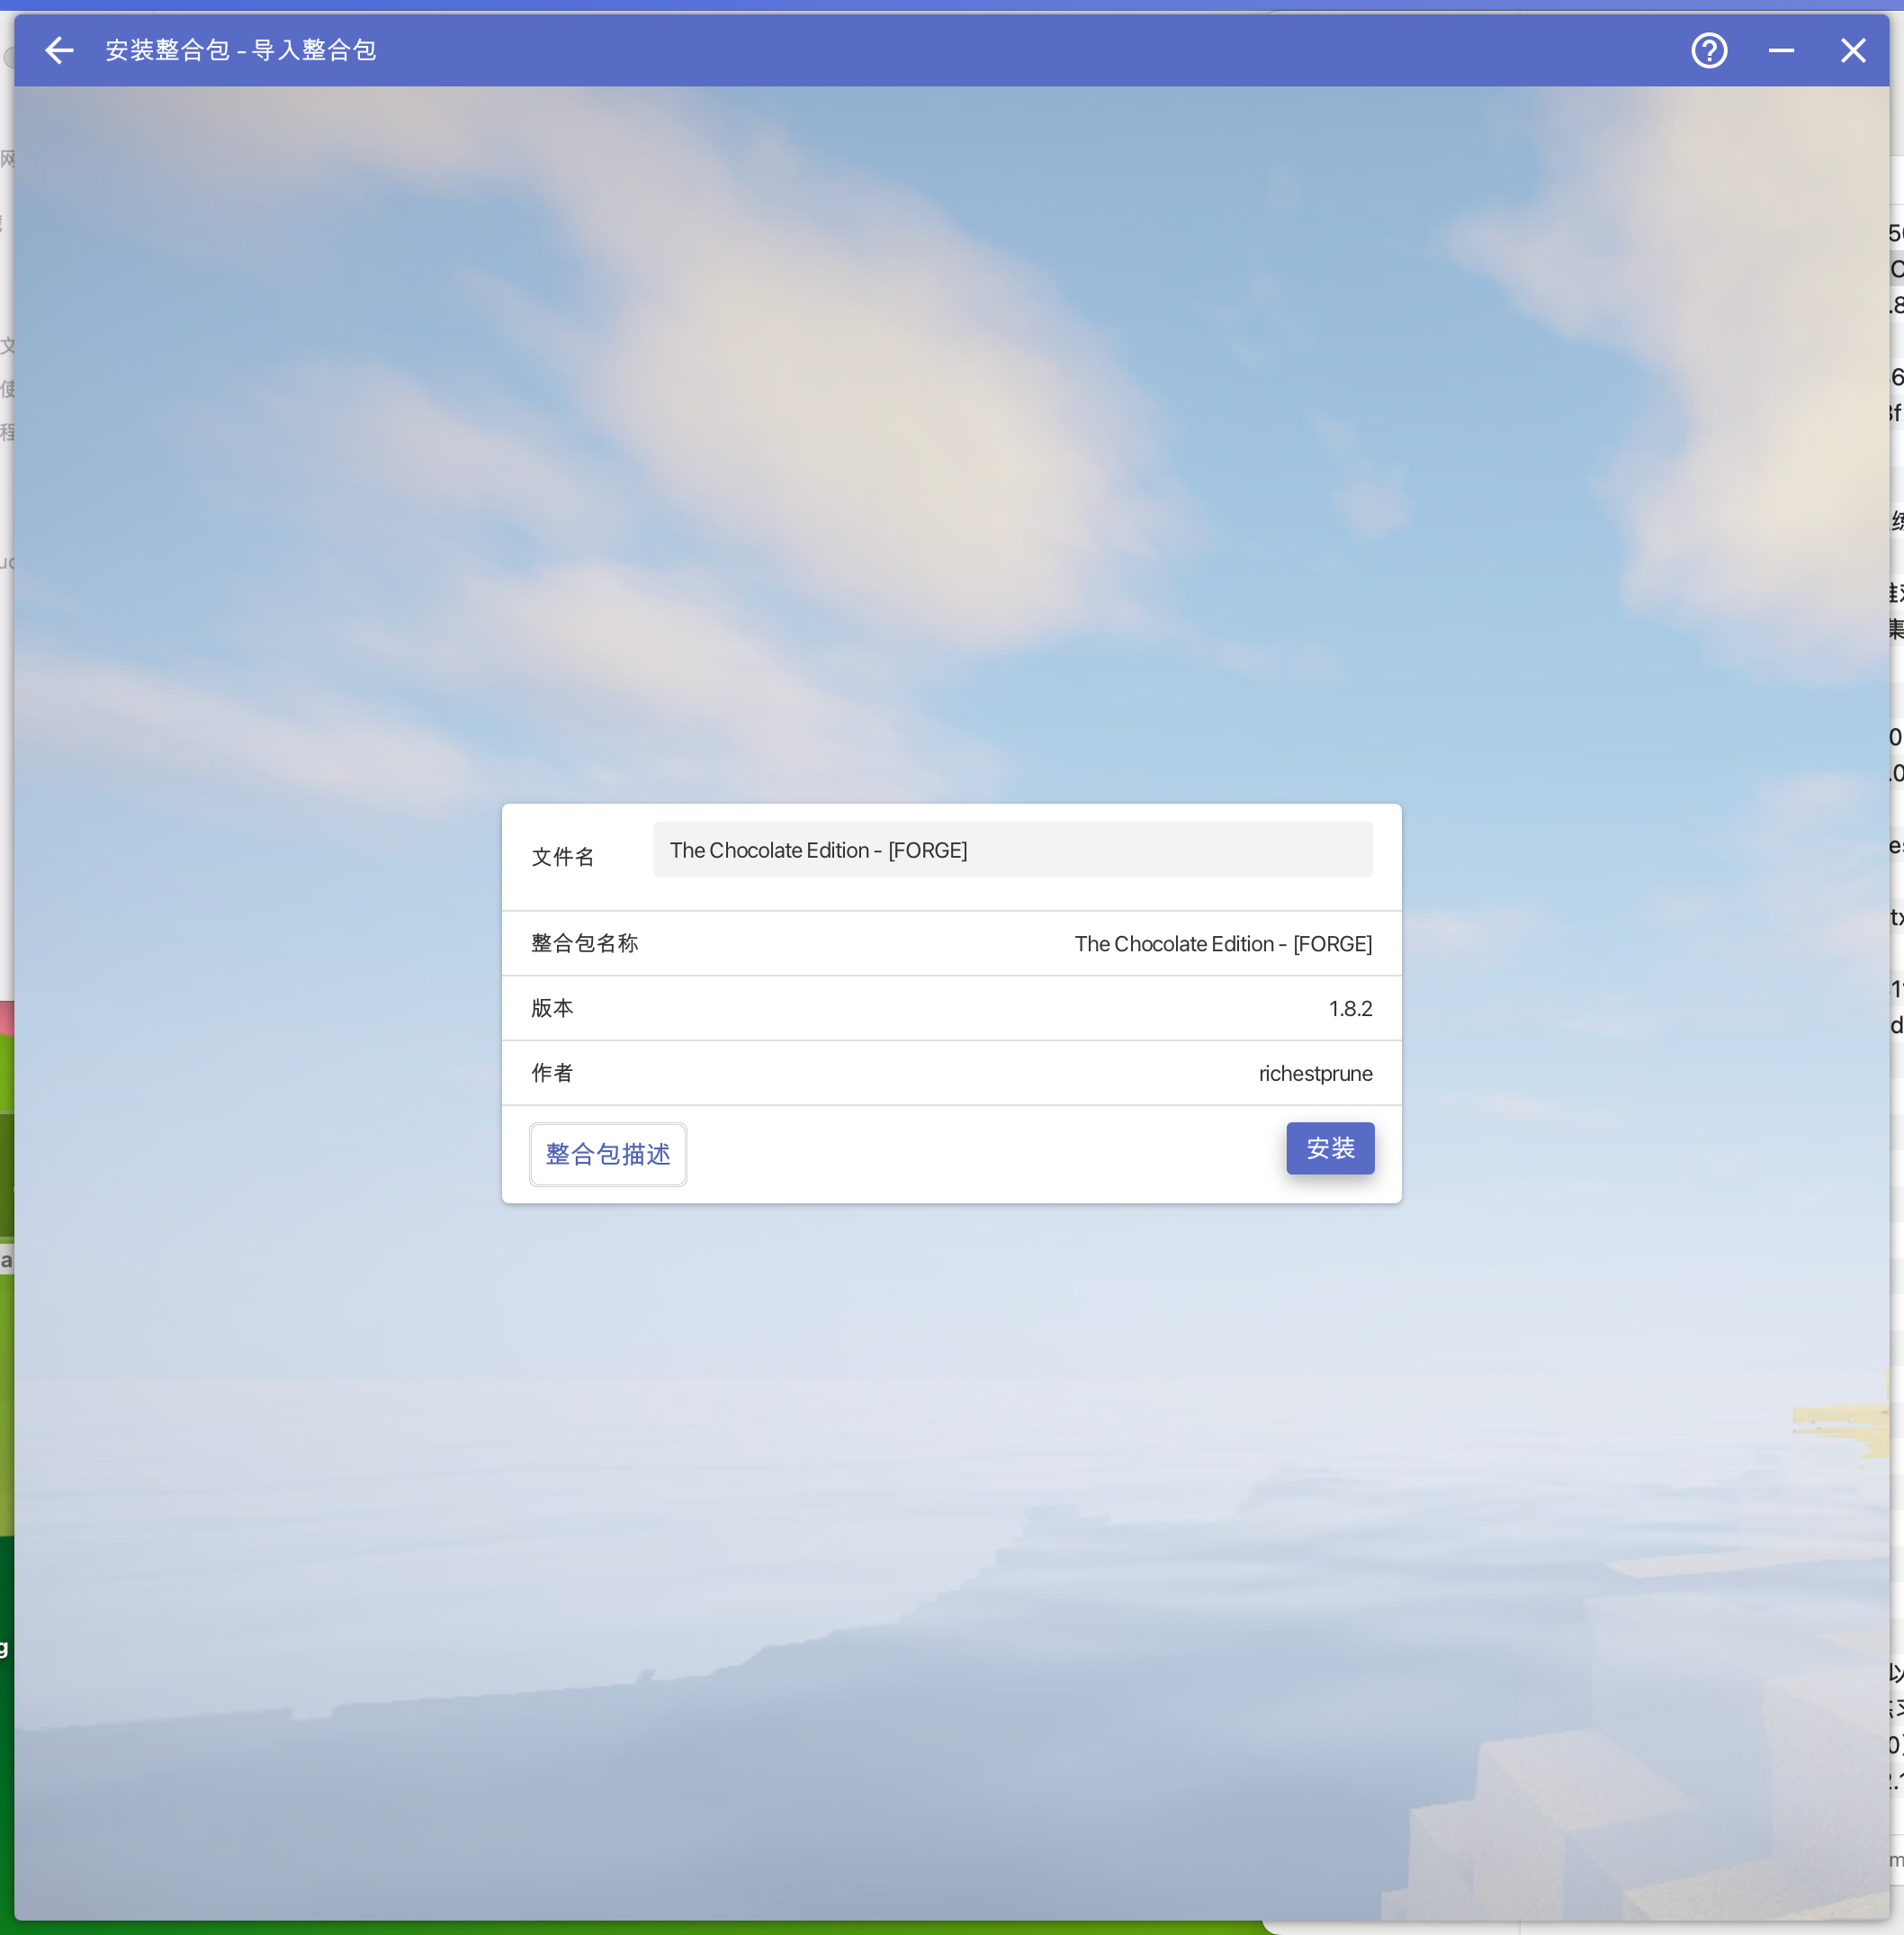 安装整合包 - 导入整合包
文件名
The Chocolate Edition - [FORGE]
整合包名称
The Chocolate Edition - [FORGE]
版本
1.8.2
作者
richestprune
整合包描述
安装